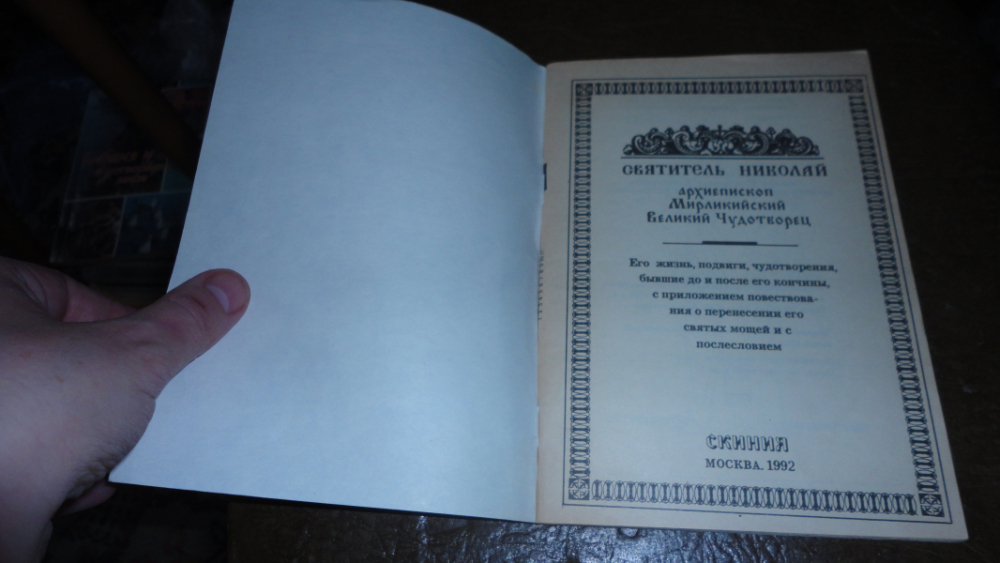 СВЯТИТЕЛЬ НИКОЛАЙ
архиепископ
Мирликийский
Великий Чудотворец
Его жизнь, подвиги, чудотворения,
бывшие до и после его кончины,
с приложением повествова-
ния о перенесении его
святых мощей и с
послесловием
СКИНИЯ
МОСКВА. 1992